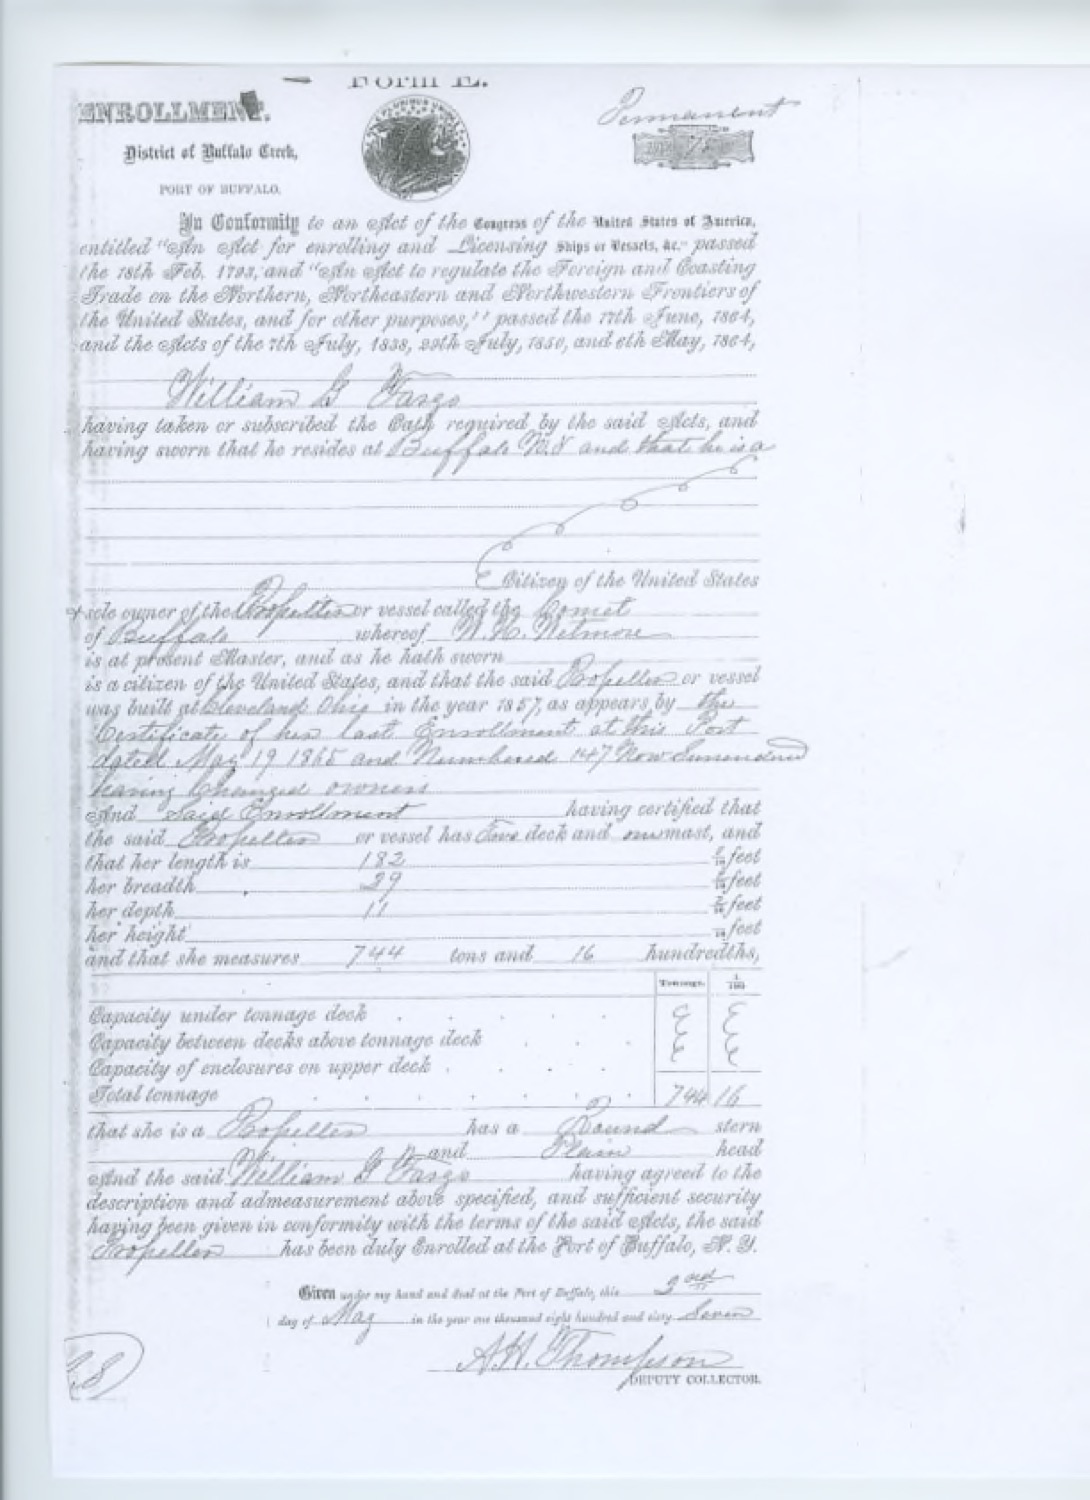 Form E.
ENROLLMENT.
Permanent
District of Buffalo Creek,
PORT OF BUFFALO.
In Conformity to an Act of the Congress of the United States of America,
entitled "An Act for enrolling and Licensing Ships or Vessels, &c." passed
the 18th Feb. 1793, and "An Act to regulate the Foreign and Coasting
Trade on the Northern, Northeastern and Northwestern Frontiers of
the United States, and for other purposes," passed the 17th June, 1864,
and the Acts of the 7th July, 1838, 29th July, 1850, and 6th May, 1864,
William G Fargo
having taken or subscribed the Oath required by the said Acts, and
having sworn that he resides at Buffalo N.Y and that he is a
Citizen of the United States
& sole owner of the Propeller or vessel called the Comet
of Buffalo whereof Wetmore
is at present Master, and as he hath sworn
is a citizen of the United States, and that the said Propeller or vessel
was built at Cleveland Ohio in the year 1857, as appears by the
Certificate of her last Enrollment at this Port
dated May 19 1865 and Numbered 147 Now Surrendered
having Changed owners
And Said Enrollment having certified that
the said Propeller or vessel has deck and one mast, and
that her length is 182 feet
her breadth 29 feet
her depth 11 feet
her height feet
and that she measures 744 tons and 16 hundredths,
Tonnage. 1/100
Capacity under tonnage deck
Capacity between decks above tonnage deck
Capacity of enclosures on upper deck
Total tonnage 744 16
that she is a Propeller has a Round stern
and Plain head
And the said William G Fargo having agreed to the
description and admeasurement above specified, and sufficient security
having been given in conformity with the terms of the said Acts, the said
Propeller has been duly Enrolled at the Port of Buffalo, N. Y.
Given under my hand and Seal at the Port of Buffalo, this
day of May in the year one thousand eight hundred and sixty Seven
A.H. Thompson
DEPUTY COLLECTOR.